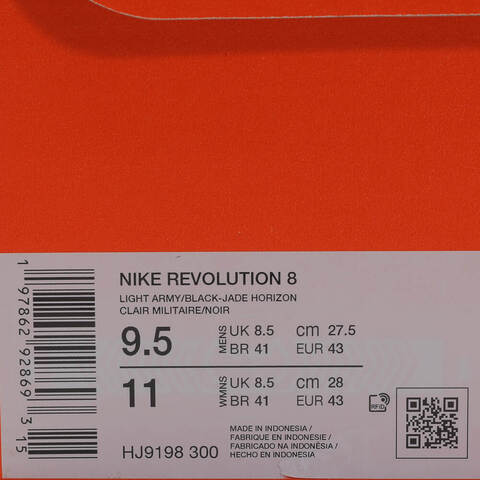 NIKE REVOLUTION 8
LIGHT ARMY/BLACK-JADE HORIZON
CLAIR MILITAIRE/NOIR
9.5 MENS UK 8.5 cm 27.5
BR 41 EUR 43
11 WMNS UK 8.5 cm 28
BR 41 EUR 43
RFID
HJ9198 300
MADE IN INDONESIA /
FABRIQUE EN INDONESIE /
FABRICADO NA INDONÉSIA /
HECHO EN INDONESIA
1 97862 92869 3 15